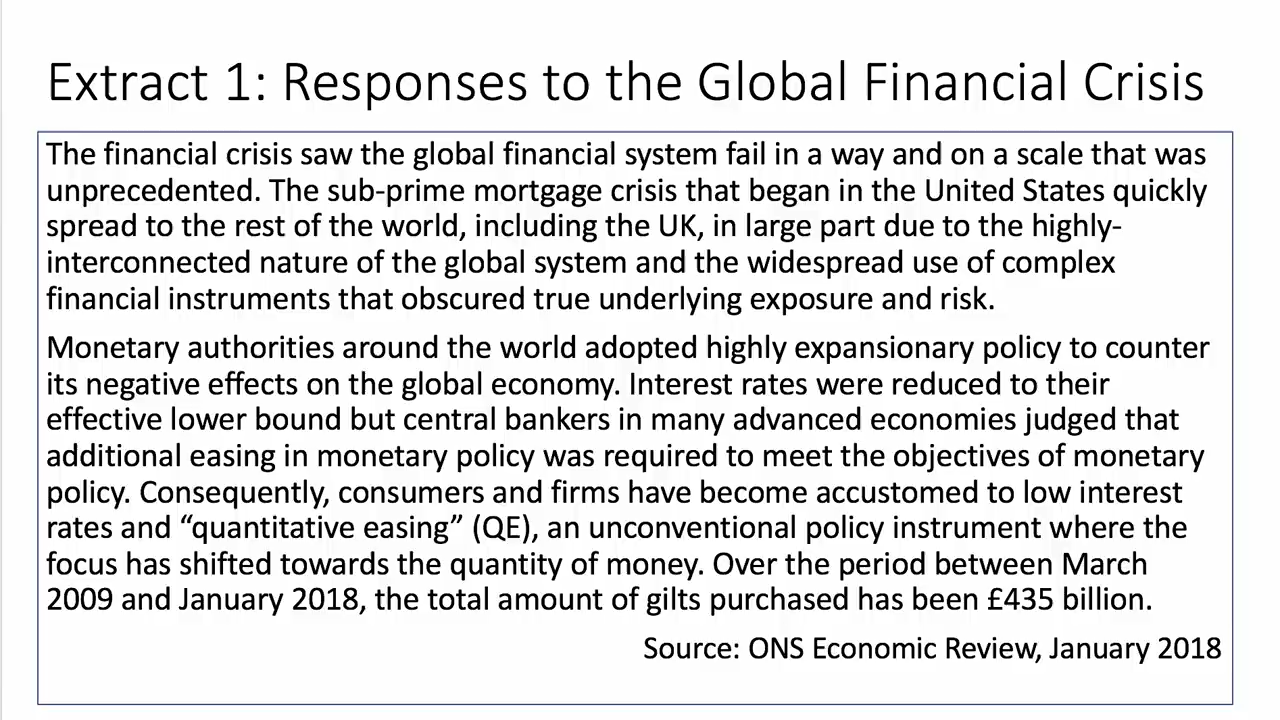 Extract 1: Responses to the Global Financial Crisis
The financial crisis saw the global financial system fail in a way and on a scale that was
unprecedented. The sub-prime mortgage crisis that began in the United States quickly
spread to the rest of the world, including the UK, in large part due to the highly-
interconnected nature of the global system and the widespread use of complex
financial instruments that obscured true underlying exposure and risk.
Monetary authorities around the world adopted highly expansionary policy to counter
its negative effects on the global economy. Interest rates were reduced to their
effective lower bound but central bankers in many advanced economies judged that
additional easing in monetary policy was required to meet the objectives of monetary
policy. Consequently, consumers and firms have become accustomed to low interest
rates and “quantitative easing” (QE), an unconventional policy instrument where the
focus has shifted towards the quantity of money. Over the period between March
2009 and January 2018, the total amount of gilts purchased has been £435 billion.
Source: ONS Economic Review, January 2018